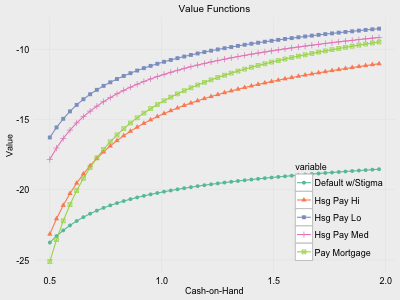 Value Functions
-10
-15
-20
-25
Value
variable
Default w/Stigma
Hsg Pay Hi
Hsg Pay Lo
Hsg Pay Med
Pay Mortgage
0.5
1.0
1.5
2.0
Cash-on-Hand